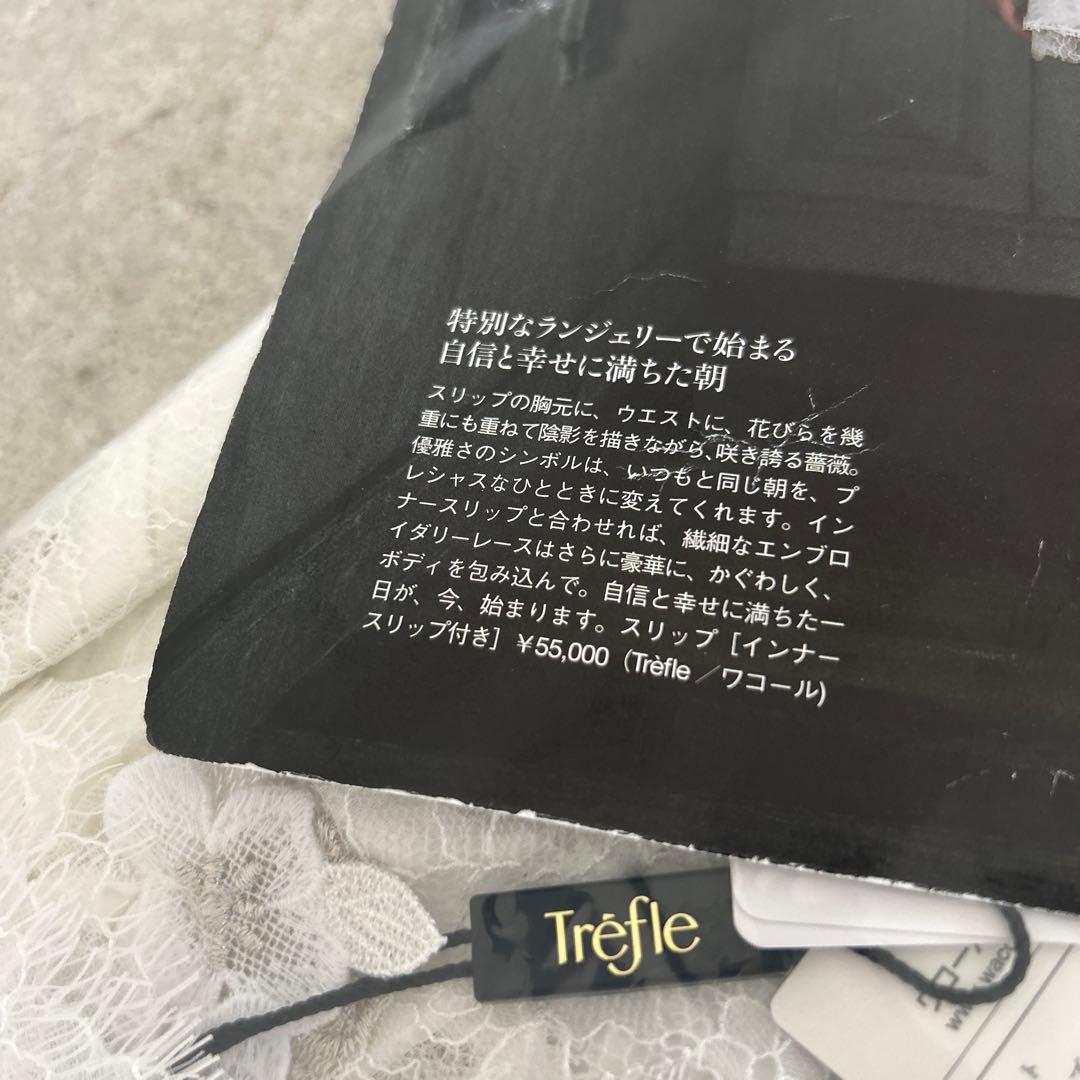 特別なランジェリーで始まる
自信と幸せに満ちた朝
スリップの胸元に、ウエストに、花びらを幾
重にも重ねて陰影を描きながら、咲き誇る薔薇。
優雅さのシンボルは、いつもと同じ朝を、プ
レシャスなひとときに変えてくれます。イン
ナースリップと合わせれば、繊細なエンブロ
イダリーレースはさらに豪華に、かぐわしく、
ボディを包み込んで。自信と幸せに満ちた一
日が、今、始まります。スリップ［インナー
スリップ付き］￥55,000（Trèfle／ワコール)
Tréfle
ワコー
www.wac